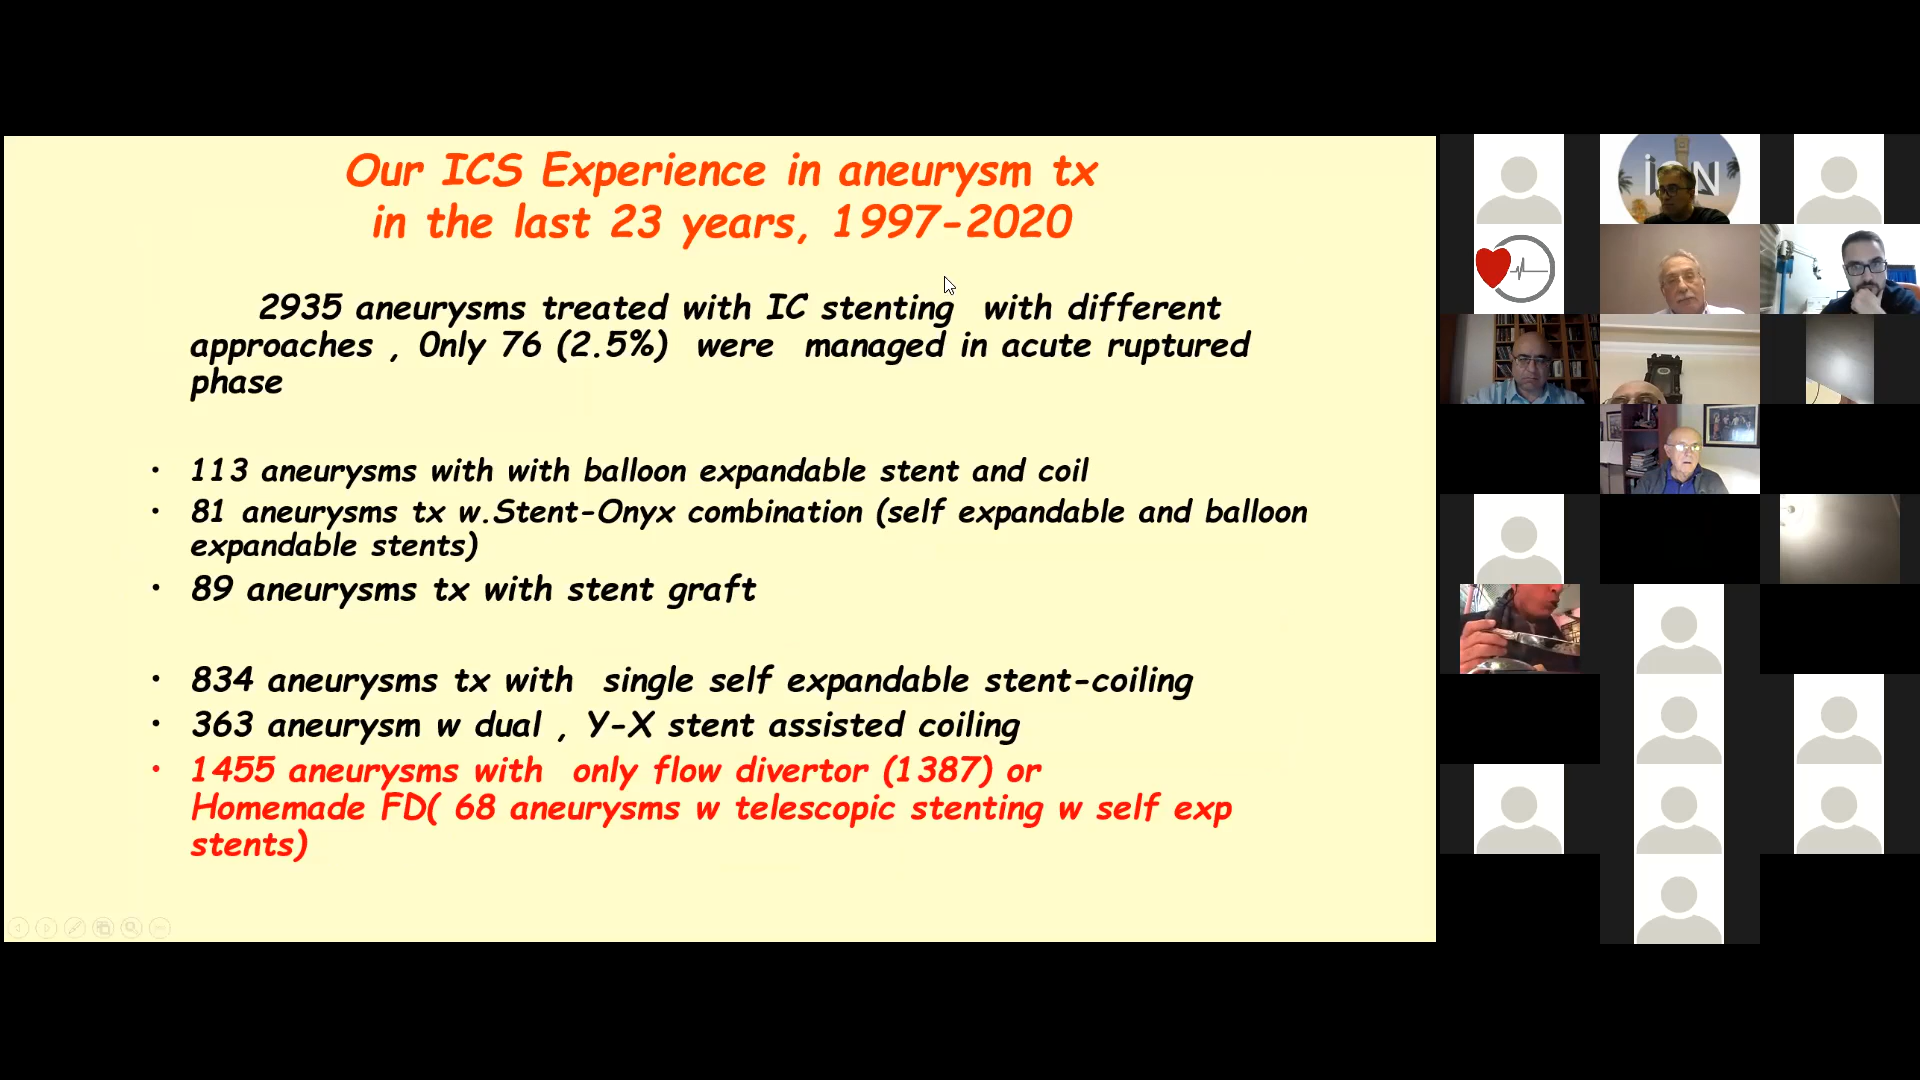 Our ICS Experience in aneurysm tx
in the last 23 years, 1997-2020
2935 aneurysms treated with IC stenting with different
approaches , 0nly 76 (2.5%) were managed in acute ruptured
phase
• 113 aneurysms with with balloon expandable stent and coil
• 81 aneurysms tx w.Stent-Onyx combination (self expandable and balloon
expandable stents)
• 89 aneurysms tx with stent graft
• 834 aneurysms tx with single self expandable stent-coiling
• 363 aneurysm w dual , Y-X stent assisted coiling
• 1455 aneurysms with only flow divertor (1387) or
Homemade FD( 68 aneurysms w telescopic stenting w self exp
stents)